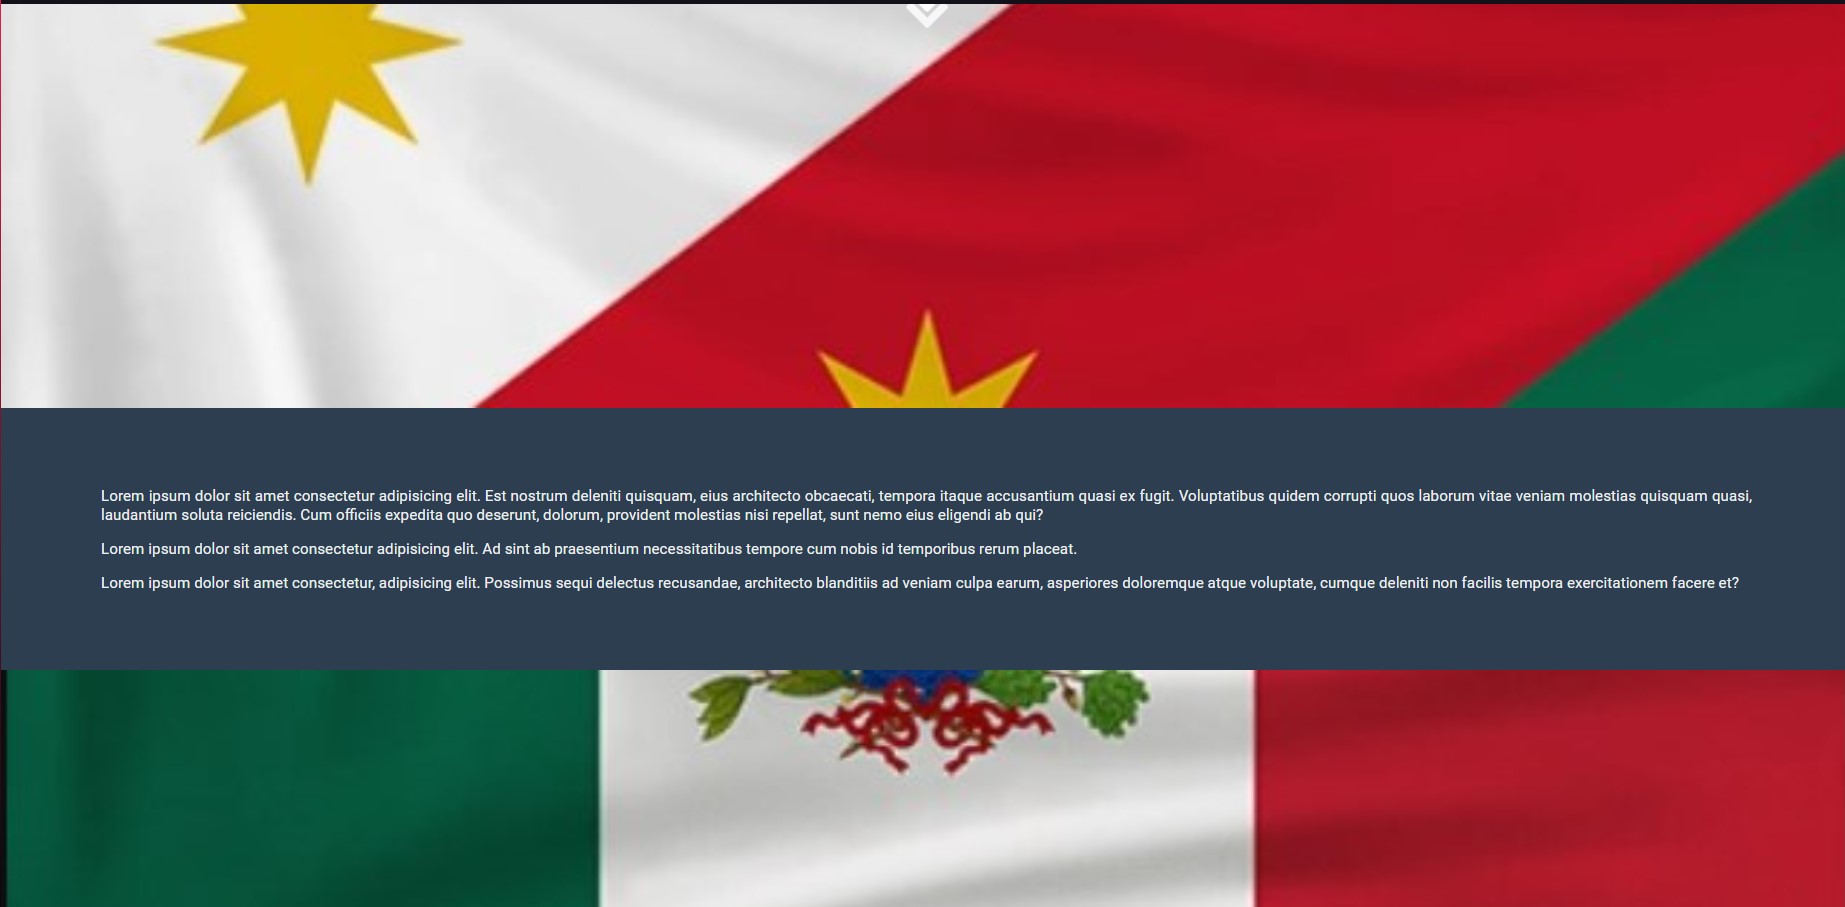 Lorem ipsum dolor sit amet consectetur adipisicing elit. Est nostrum deleniti quisquam, eius architecto obcaecati, tempora itaque accusantium quasi ex fugit. Voluptatibus quidem corrupti quos laborum vitae veniam molestias quisquam quasi,
laudantium soluta reiciendis. Cum officiis expedita quo deserunt, dolorum, provident molestias nisi repellat, sunt nemo eius eligendi ab qui?
Lorem ipsum dolor sit amet consectetur adipisicing elit. Ad sint ab praesentium necessitatibus tempore cum nobis id temporibus rerum placeat.
Lorem ipsum dolor sit amet consectetur, adipisicing elit. Possimus sequi delectus recusandae, architecto blanditiis ad veniam culpa earum, asperiores doloremque atque voluptate, cumque deleniti non facilis tempora exercitationem facere et?